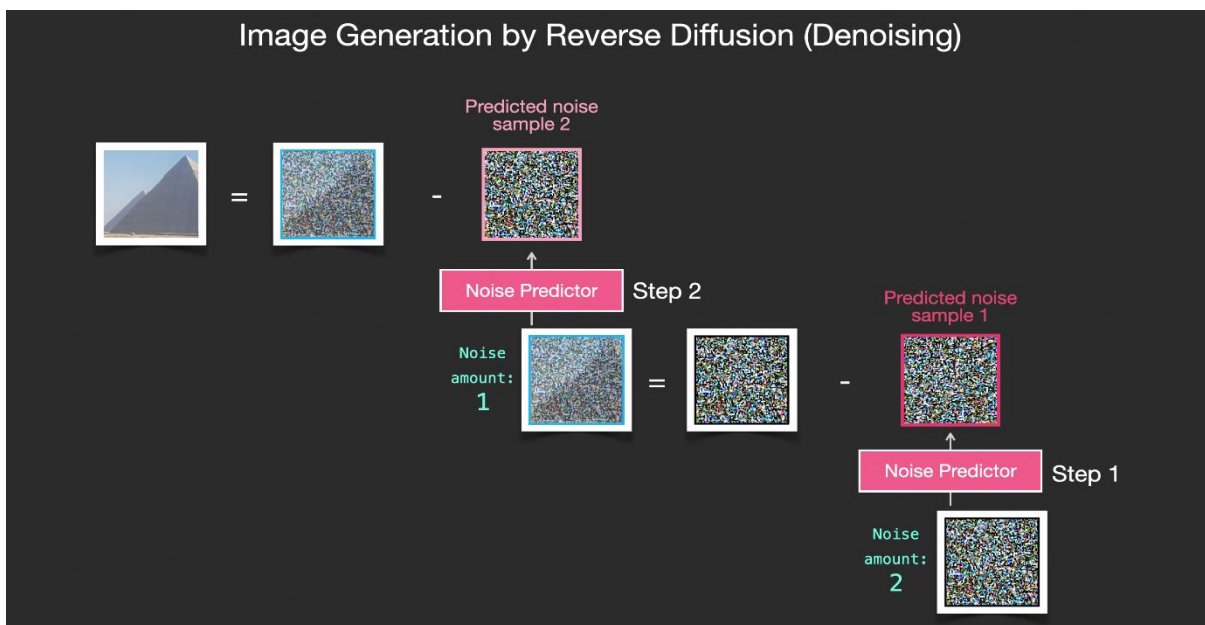 Image Generation by Reverse Diffusion (Denoising)
Predicted noise
sample 2
=
-
Noise Predictor
Step 2
Predicted noise
sample 1
Noise
amount:
1
=
-
Noise Predictor
Step 1
Noise
amount:
2